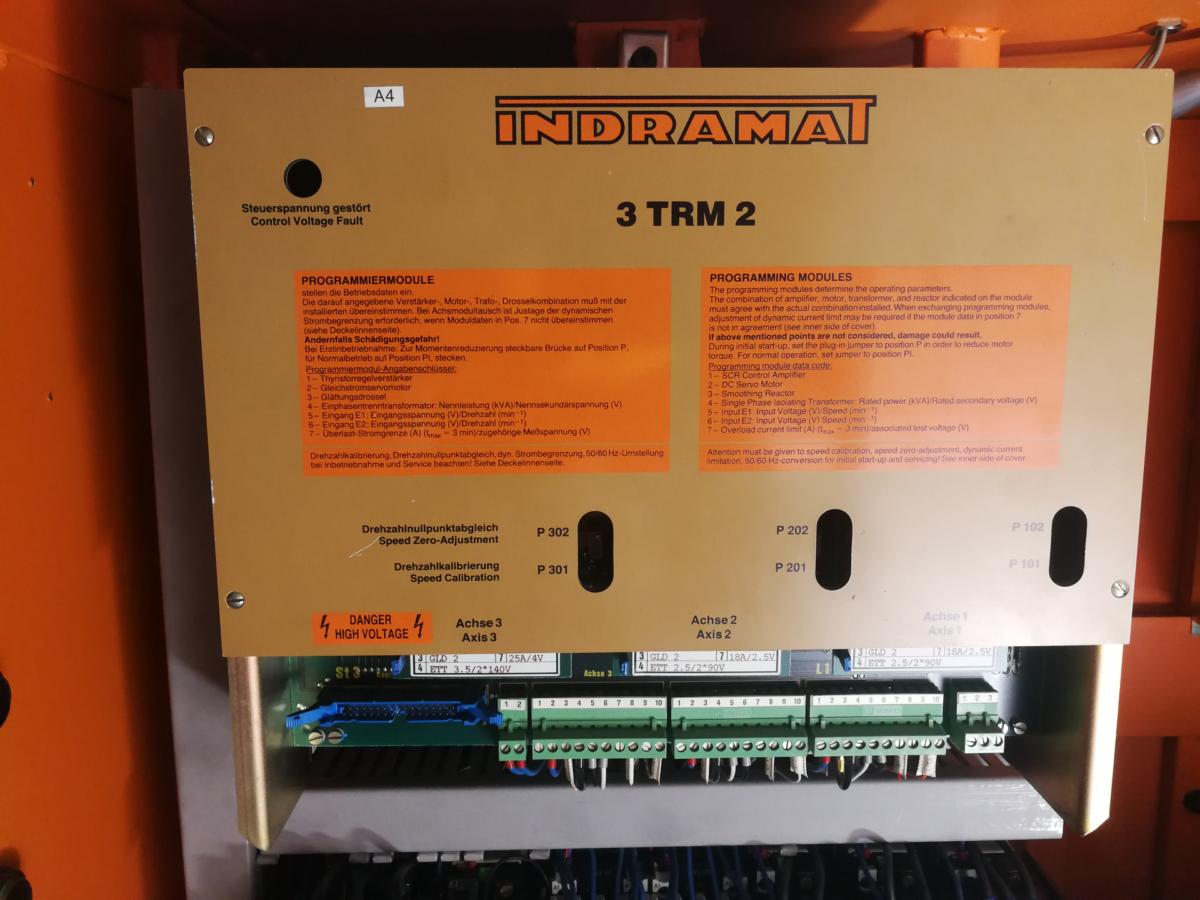 A4
INDRAMAT
3 TRM 2
Steuerspannung gestört
Control Voltage Fault
PROGRAMMIERMODULE
stellen die Betriebsdaten ein.
Die darauf angegebene Verstärker-, Motor-, Trafo-, Drosselkombination muß mit der
installierten übereinstimmen. Bei Achsmodultausch ist Justage der dynamischen
Strombegrenzung erforderlich, wenn Moduldaten in Pos. 7 nicht übereinstimmen
(siehe Deckelinnenseite).
Andernfalls Schädigungsgefahr!
Bei Erstinbetriebnahme: Zur Momentenreduzierung steckbare Brücke auf Position P,
für Normalbetrieb auf Position PI, stecken.
Programmiermodul-Angabenschlüssel:
1 – Thyristorregelverstärker
2 – Gleichstromservomotor
3 – Glättungsdrossel
4 – Einphasentrenntransformator: Nennleistung (kVA)/Nennsekundärspannung (V)
5 – Eingang E1: Eingangsspannung (V)/Drehzahl (min⁻¹)
6 – Eingang E2: Eingangsspannung (V)/Drehzahl (min⁻¹)
7 – Überlast-Stromgrenze (A) (tmax = 3 min)/zugehörige Meßspannung (V)
Drehzahlkalibrierung, Drehzahlnullpunktabgleich, dyn. Strombegrenzung, 50/60 Hz-Umstellung
bei Inbetriebnahme und Service beachten! Siehe Deckelinnenseite.
PROGRAMMING MODULES
The programming modules determine the operating parameters.
The combination of amplifier, motor, transformer, and reactor indicated on the module
must agree with the actual combination installed. When exchanging programming modules,
adjustment of dynamic current limit may be required if the module data in position 7
is not in agreement (see inner side of cover).
If above mentioned points are not considered, damage could result.
During initial start-up, set the plug-in jumper to position P in order to reduce motor
torque. For normal operation, set jumper to position PI.
Programming module data code:
1 – SCR Control Amplifier
2 – DC Servo Motor
3 – Smoothing Reactor
4 – Single Phase Isolating Transformer: Rated power (kVA)/Rated secondary voltage (V)
5 – Input E1: Input Voltage (V)/Speed (min⁻¹)
6 – Input E2: Input Voltage (V)/Speed (min⁻¹)
7 – Overload current limit (A) (tmax = 3 min)/associated test voltage (V)
Attention must be given to speed calibration, speed zero-adjustment, dynamic current
limitation, 50/60 Hz-conversion for initial start-up and servicing! See inner side of cover.
Drehzahlnullpunktabgleich
Speed Zero-Adjustment
P 302
P 202
P 102
Drehzahlkalibrierung
Speed Calibration
P 301
P 201
P 101
DANGER
HIGH VOLTAGE
Achse 3
Axis 3
Achse 2
Axis 2
Achse 1
Axis 1
St 3
3 GLD 2 7 25A/4V
4 ETT 3.5/2*140V
Achse 3
3 GLD 2 7 18A/2.5V
4 ETT 2.5/2*90V
L1
3 GLD 2 7 18A/2.5V
4 ETT 2.5/2*90V
1 2
1 2 3 4 5 6 7 8 9 10
1 2 3 4 5 6 7 8 9 10
1 2 3 4 5 6 7 8 9 10
1 2 3